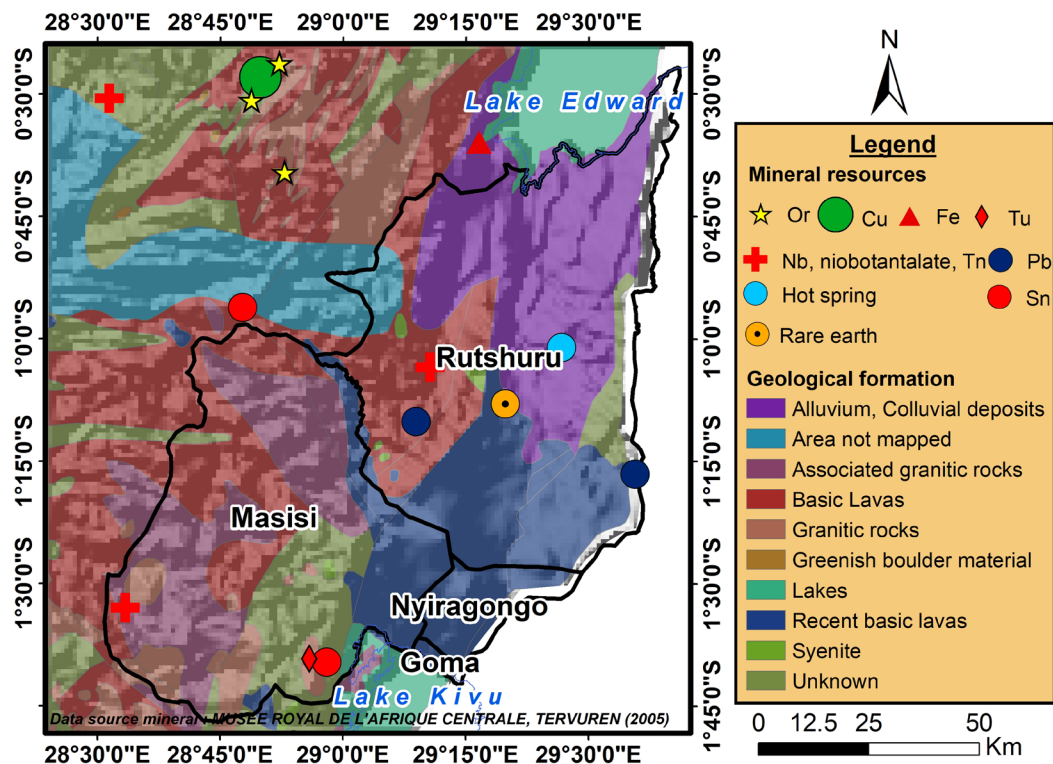 28°30'0"E 28°45'0"E 29°0'0"E 29°15'0"E 29°30'0"E
0°30'0"S 0°45'0"S 1°0'0"S 1°15'0"S 1°30'0"S 1°45'0"S
Lake Edward
Rutshuru
Masisi
Nyiragongo
Goma
Lake Kivu
Data source mineral : MUSEE ROYAL DE L'AFRIQUE CENTRALE, TERVUREN (2005)
0°30'0"S 0°45'0"S 1°0'0"S 1°15'0"S 1°30'0"S 1°45'0"S
28°30'0"E 28°45'0"E 29°0'0"E 29°15'0"E 29°30'0"E
N
Legend
Mineral resources
Or Cu Fe Tu
Nb, niobotantalate, Tn Pb
Hot spring Sn
Rare earth
Geological formation
Alluvium, Colluvial deposits
Area not mapped
Associated granitic rocks
Basic Lavas
Granitic rocks
Greenish boulder material
Lakes
Recent basic lavas
Syenite
Unknown
0 12.5 25 50
Km